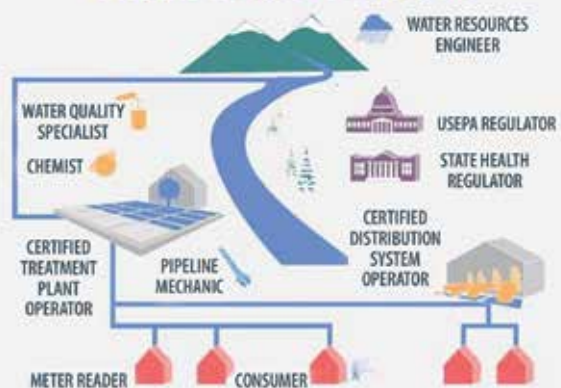 WATER RESOURCES
ENGINEER
WATER QUALITY
SPECIALIST
USEPA REGULATOR
CHEMIST
STATE HEALTH
REGULATOR
CERTIFIED
DISTRIBUTION
SYSTEM
OPERATOR
CERTIFIED
TREATMENT
PLANT
OPERATOR
PIPELINE
MECHANIC
METER READER
CONSUMER